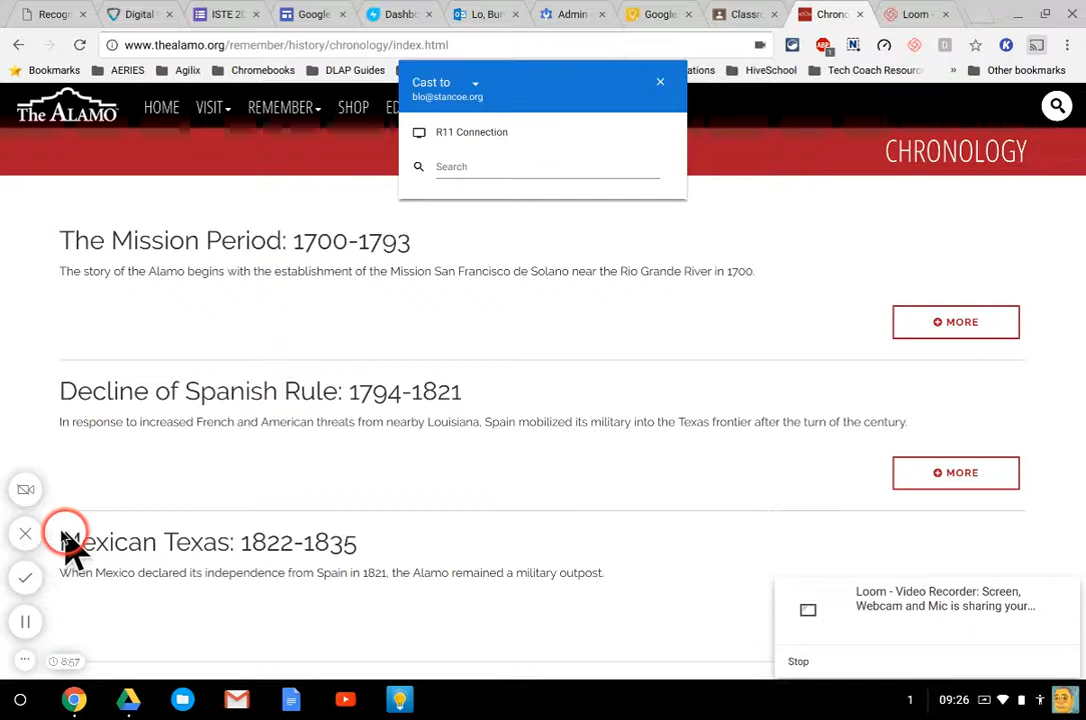 Recogn
Digital
ISTE 20
Google
Dashb
Lo, Bur
Admin
Google
Classr
Chrono
Loom -
www.thealamo.org/remember/history/chronology/index.html
Bookmarks
AERIES
Agilix
Chromebooks
DLAP Guides
HiveSchool
Tech Coach Resourc
»
Other bookmarks
The ALAMO
HOME
VISIT
REMEMBER
SHOP
Cast to
blo@stancoe.org
R11 Connection
Search
CHRONOLOGY
The Mission Period: 1700-1793
The story of the Alamo begins with the establishment of the Mission San Francisco de Solano near the Rio Grande River in 1700.
MORE
Decline of Spanish Rule: 1794-1821
In response to increased French and American threats from nearby Louisiana, Spain mobilized its military into the Texas frontier after the turn of the century.
MORE
Mexican Texas: 1822-1835
When Mexico declared its independence from Spain in 1821, the Alamo remained a military outpost.
Loom - Video Recorder: Screen,
Webcam and Mic is sharing your...
Stop
8:57
1
09:26